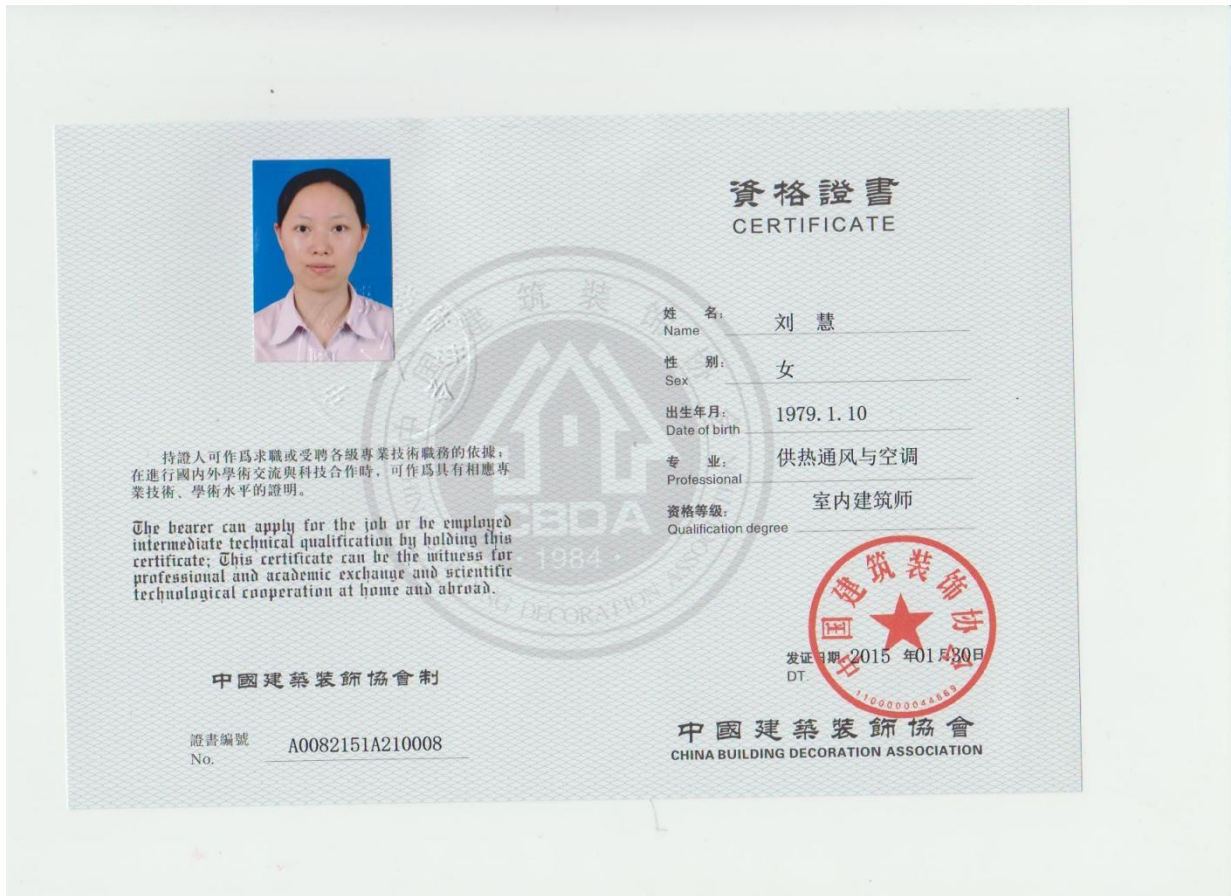 資格證書
CERTIFICATE
姓 名: 刘 慧
Name
性 别: 女
Sex
出生年月: 1979.1.10
Date of birth
专 业: 供热通风与空调
Professional
资格等级: 室内建筑师
Qualification degree
持證人可作爲求職或受聘各級專業技術職務的依據;
在進行國内外學術交流與科技合作時,可作爲具有相應專
業技術、學術水平的證明。
The bearer can apply for the job or be employed
intermediate technical qualification by holding this
certificate; This certificate can be the witness for
professional and academic exchange and scientific
technological cooperation at home and abroad.
CBDA
1984
中国建筑装饰协会
1100000044569
发证日期 2015 年01月30日
DT.
中國建築裝飾協會制
證書編號 A0082151A210008
No.
中國建築裝飾協會
CHINA BUILDING DECORATION ASSOCIATION